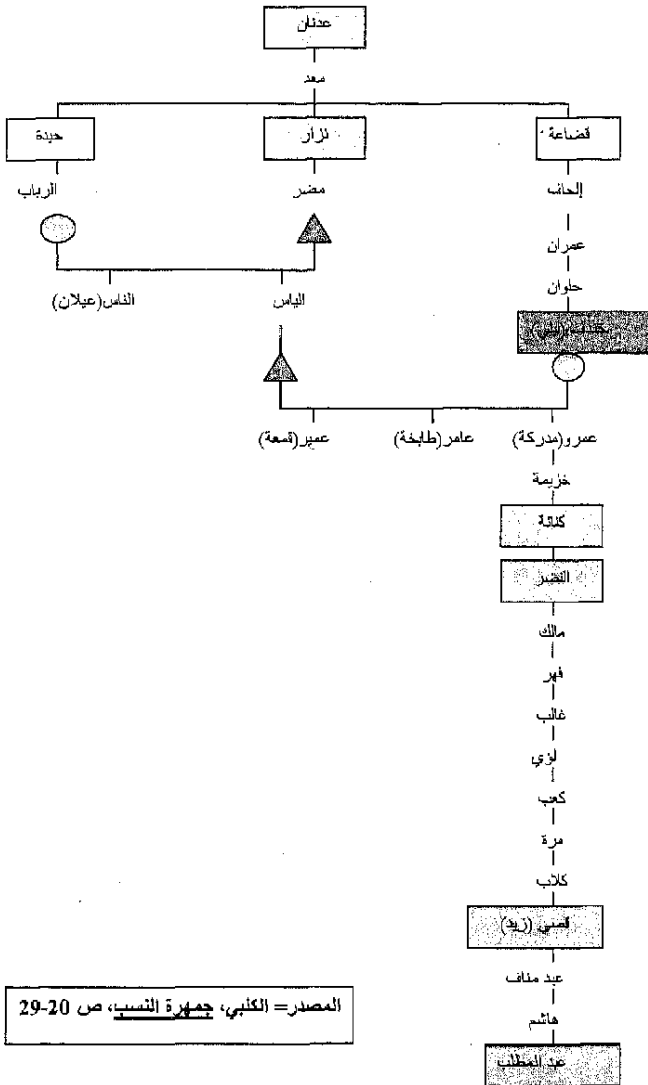 عدنان
معد
قضاعة نزار حيدة
إلحاف مضر الرباب
عمران
حلوان
الياس الناس(عيلان)
عمرو(مدركة) عامر(طابخة) عمير(قمعة)
خزيمة
كنانة
النضر
مالك
فهر
غالب
لؤي
كعب
مرة
كلاب
قصي (زيد)
عبد مناف
هاشم
عبد المطلب
المصدر= الكلبي، جمهرة النسب، ص 20-29